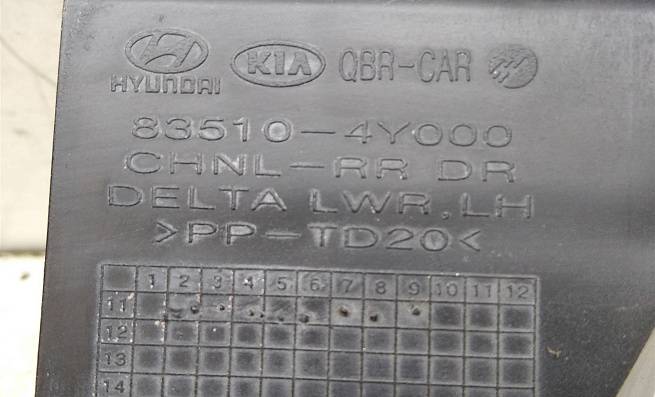 HYUNDAI KIA QBR-CAR
83510-4Y000
CHNL-RR DR
DELTA LWR, LH
>PP-TD20<
1 2 3 4 5 6 7 8 9 10 11 12
11
12
13
14